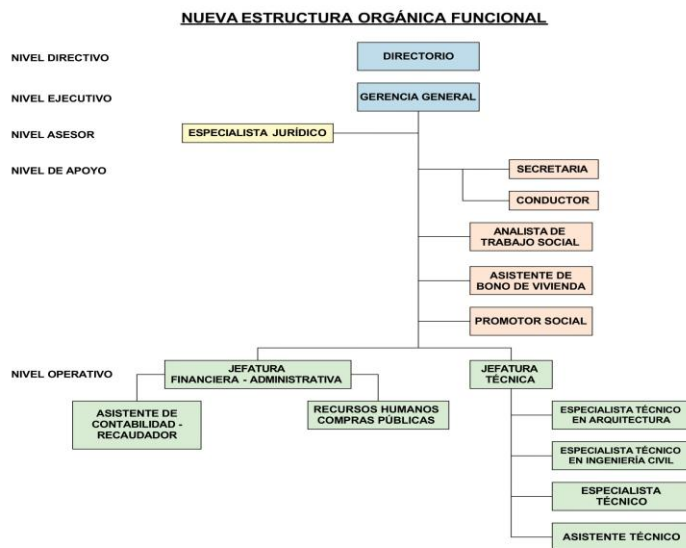 NUEVA ESTRUCTURA ORGÁNICA FUNCIONAL
NIVEL DIRECTIVO
DIRECTORIO
NIVEL EJECUTIVO
GERENCIA GENERAL
NIVEL ASESOR
ESPECIALISTA JURÍDICO
NIVEL DE APOYO
SECRETARIA
CONDUCTOR
ANALISTA DE
TRABAJO SOCIAL
ASISTENTE DE
BONO DE VIVIENDA
PROMOTOR SOCIAL
NIVEL OPERATIVO
JEFATURA
FINANCIERA - ADMINISTRATIVA
JEFATURA
TÉCNICA
ASISTENTE DE
CONTABILIDAD -
RECAUDADOR
RECURSOS HUMANOS
COMPRAS PÚBLICAS
ESPECIALISTA TÉCNICO
EN ARQUITECTURA
ESPECIALISTA TÉCNICO
EN INGENIERÍA CIVIL
ESPECIALISTA
TÉCNICO
ASISTENTE TÉCNICO